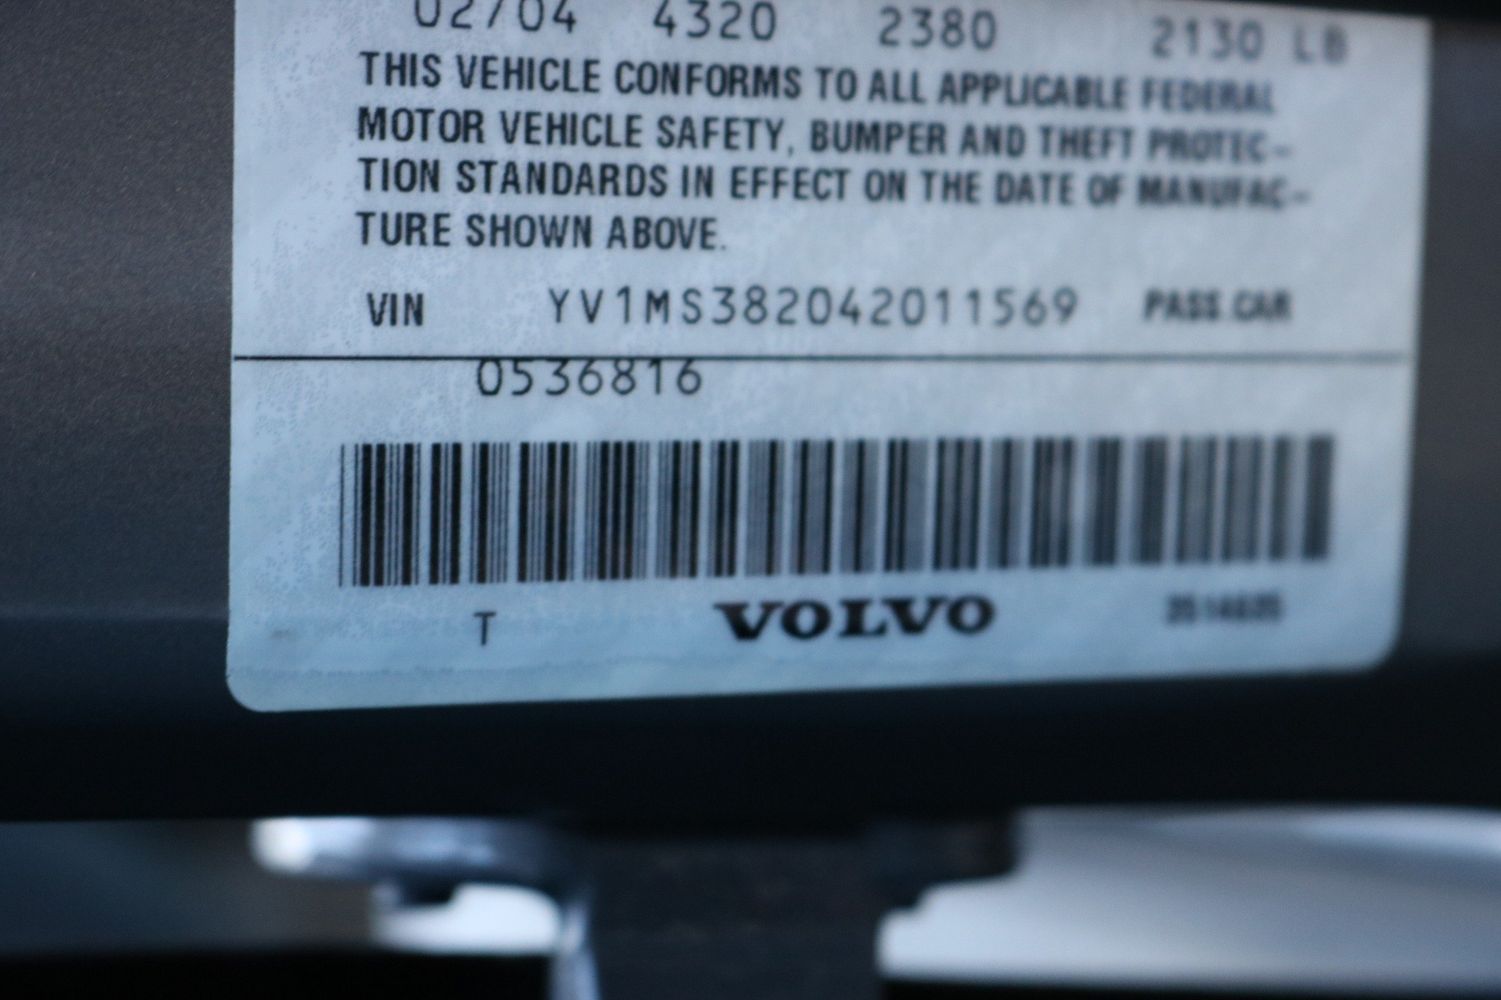 02/04 4320 2380 2130 LB
THIS VEHICLE CONFORMS TO ALL APPLICABLE FEDERAL
MOTOR VEHICLE SAFETY, BUMPER AND THEFT PROTEC-
TION STANDARDS IN EFFECT ON THE DATE OF MANUFAC-
TURE SHOWN ABOVE.
VIN YV1MS382042011569 PASS.CAR
0536816
T VOLVO